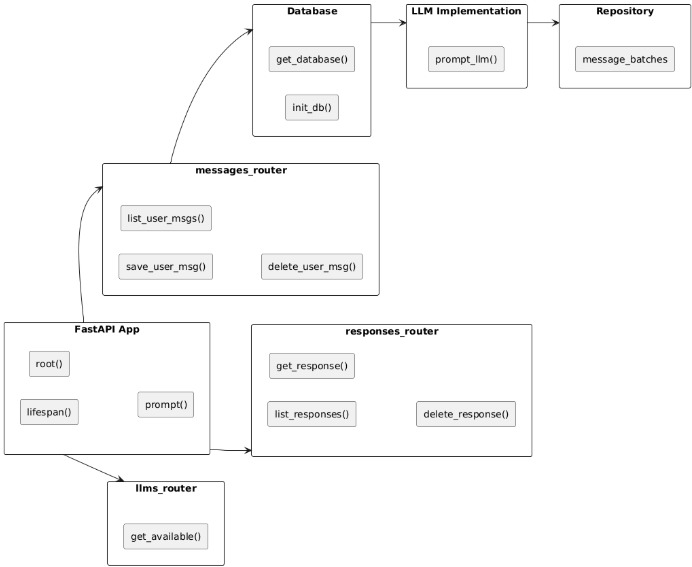 Database
get_database()
init_db()
LLM Implementation
prompt_llm()
Repository
message_batches
messages_router
list_user_msgs()
save_user_msg()
delete_user_msg()
FastAPI App
root()
lifespan()
prompt()
responses_router
get_response()
list_responses()
delete_response()
llms_router
get_available()